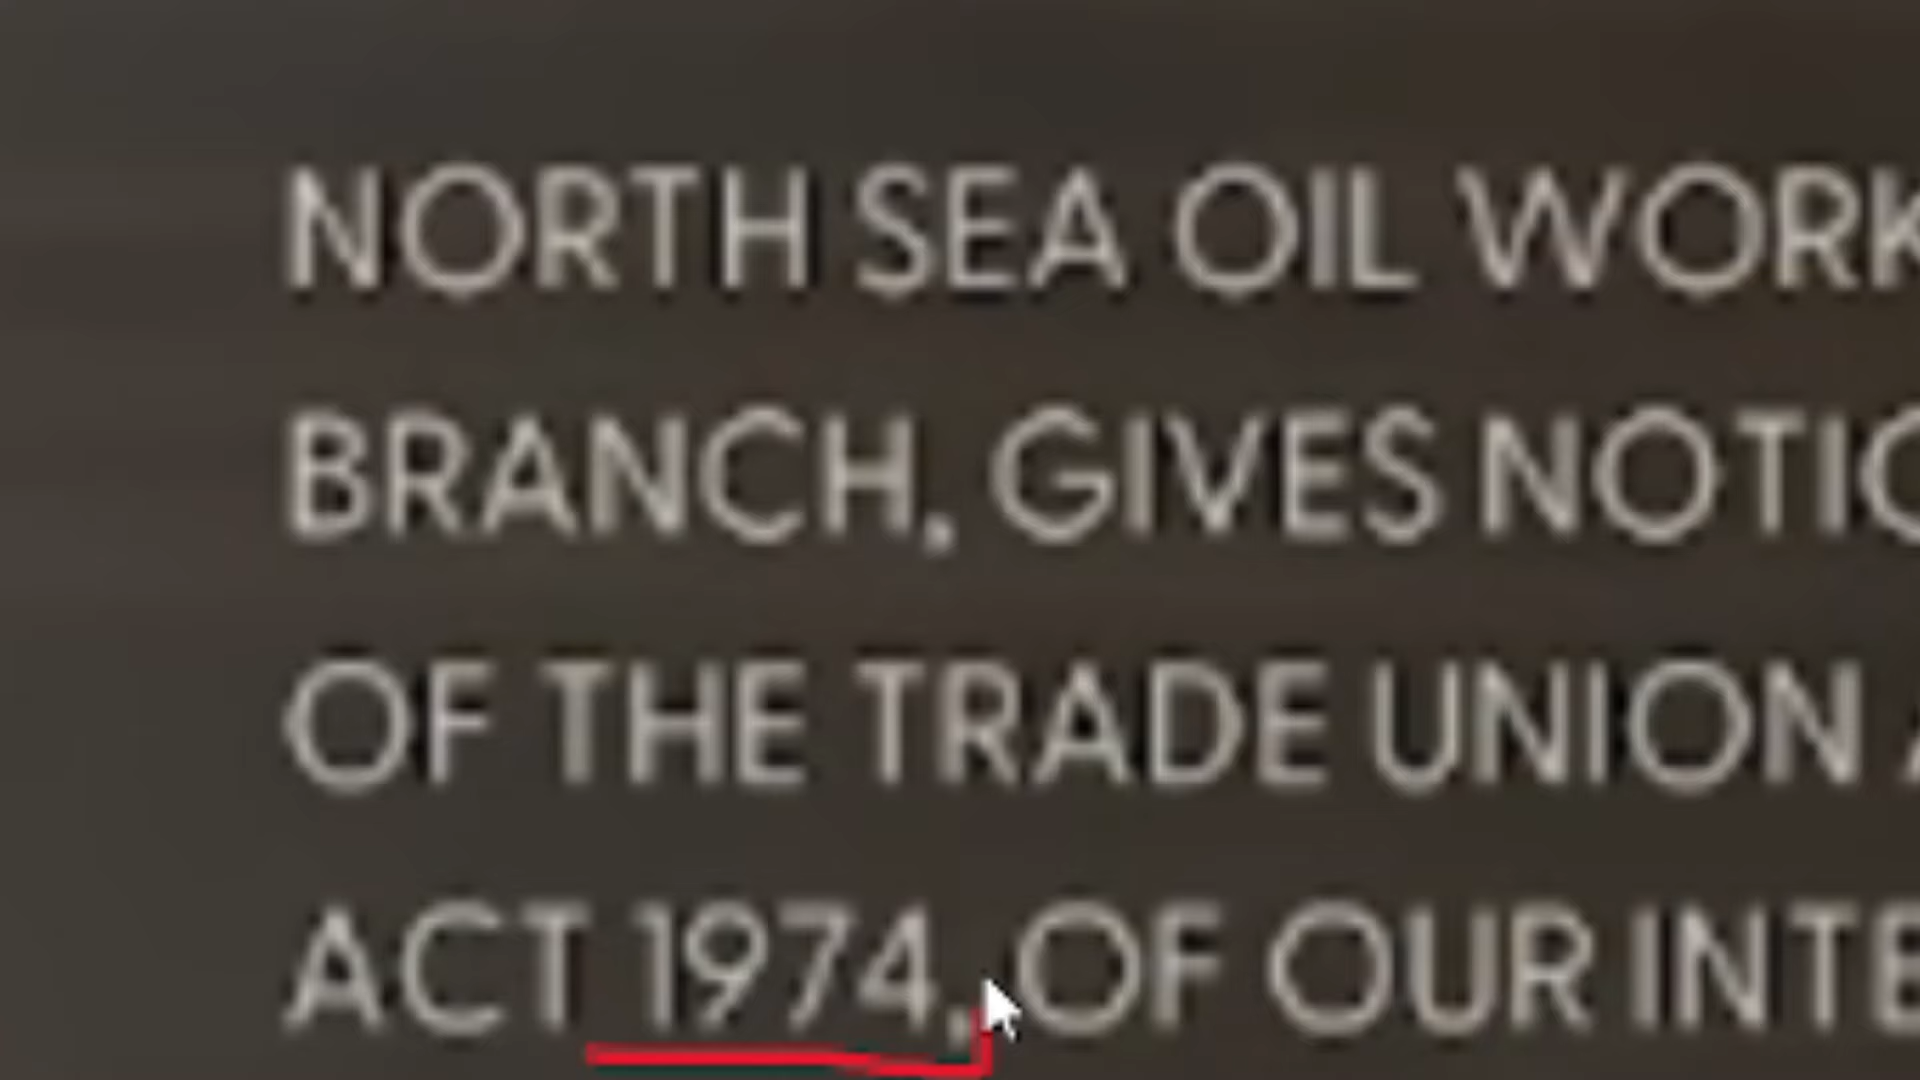 NORTH SEA OIL WORK
BRANCH, GIVES NOTIC
OF THE TRADE UNION A
ACT 1974, OF OUR INTE